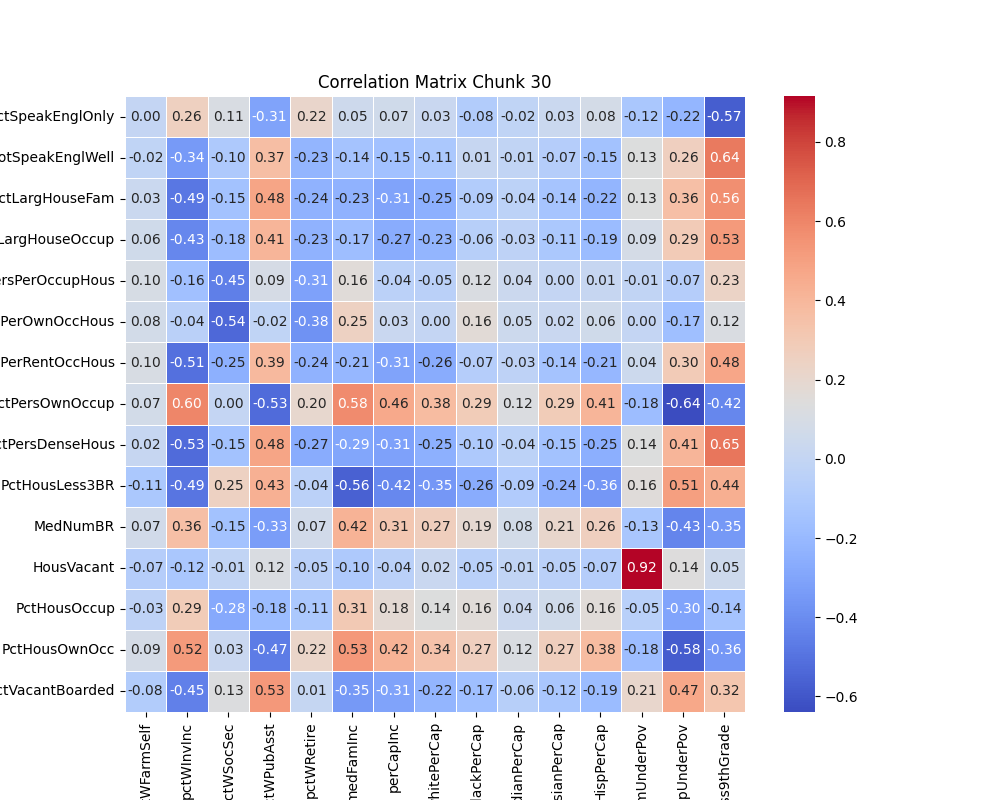 Correlation Matrix Chunk 30
ctSpeakEnglOnly 0.00 0.26 0.11 -0.31 0.22 0.05 0.07 0.03 -0.08 -0.02 0.03 0.08 -0.12 -0.22 -0.57
otSpeakEnglWell -0.02 -0.34 -0.10 0.37 -0.23 -0.14 -0.15 -0.11 0.01 -0.01 -0.07 -0.15 0.13 0.26 0.64
ctLargHouseFam 0.03 -0.49 -0.15 0.48 -0.24 -0.23 -0.31 -0.25 -0.09 -0.04 -0.14 -0.22 0.13 0.36 0.56
LargHouseOccup 0.06 -0.43 -0.18 0.41 -0.23 -0.17 -0.27 -0.23 -0.06 -0.03 -0.11 -0.19 0.09 0.29 0.53
ersPerOccupHous 0.10 -0.16 -0.45 0.09 -0.31 0.16 -0.04 -0.05 0.12 0.04 0.00 0.01 -0.01 -0.07 0.23
PerOwnOccHous 0.08 -0.04 -0.54 -0.02 -0.38 0.25 0.03 0.00 0.16 0.05 0.02 0.06 0.00 -0.17 0.12
PerRentOccHous 0.10 -0.51 -0.25 0.39 -0.24 -0.21 -0.31 -0.26 -0.07 -0.03 -0.14 -0.21 0.04 0.30 0.48
ctPersOwnOccup 0.07 0.60 0.00 -0.53 0.20 0.58 0.46 0.38 0.29 0.12 0.29 0.41 -0.18 -0.64 -0.42
ctPersDenseHous 0.02 -0.53 -0.15 0.48 -0.27 -0.29 -0.31 -0.25 -0.10 -0.04 -0.15 -0.25 0.14 0.41 0.65
PctHousLess3BR -0.11 -0.49 0.25 0.43 -0.04 -0.56 -0.42 -0.35 -0.26 -0.09 -0.24 -0.36 0.16 0.51 0.44
MedNumBR 0.07 0.36 -0.15 -0.33 0.07 0.42 0.31 0.27 0.19 0.08 0.21 0.26 -0.13 -0.43 -0.35
HousVacant -0.07 -0.12 -0.01 0.12 -0.05 -0.10 -0.04 0.02 -0.05 -0.01 -0.05 -0.07 0.92 0.14 0.05
PctHousOccup -0.03 0.29 -0.28 -0.18 -0.11 0.31 0.18 0.14 0.16 0.04 0.06 0.16 -0.05 -0.30 -0.14
PctHousOwnOcc 0.09 0.52 0.03 -0.47 0.22 0.53 0.42 0.34 0.27 0.12 0.27 0.38 -0.18 -0.58 -0.36
ctVacantBoarded -0.08 -0.45 0.13 0.53 0.01 -0.35 -0.31 -0.22 -0.17 -0.06 -0.12 -0.19 0.21 0.47 0.32
tWFarmSelf
pctWInvInc
ctWSocSec
ctWPubAsst
pctWRetire
medFamInc
perCapInc
hitePerCap
lackPerCap
dianPerCap
sianPerCap
HispPerCap
mUnderPov
pUnderPov
ss9thGrade
0.8
0.6
0.4
0.2
0.0
−0.2
−0.4
−0.6